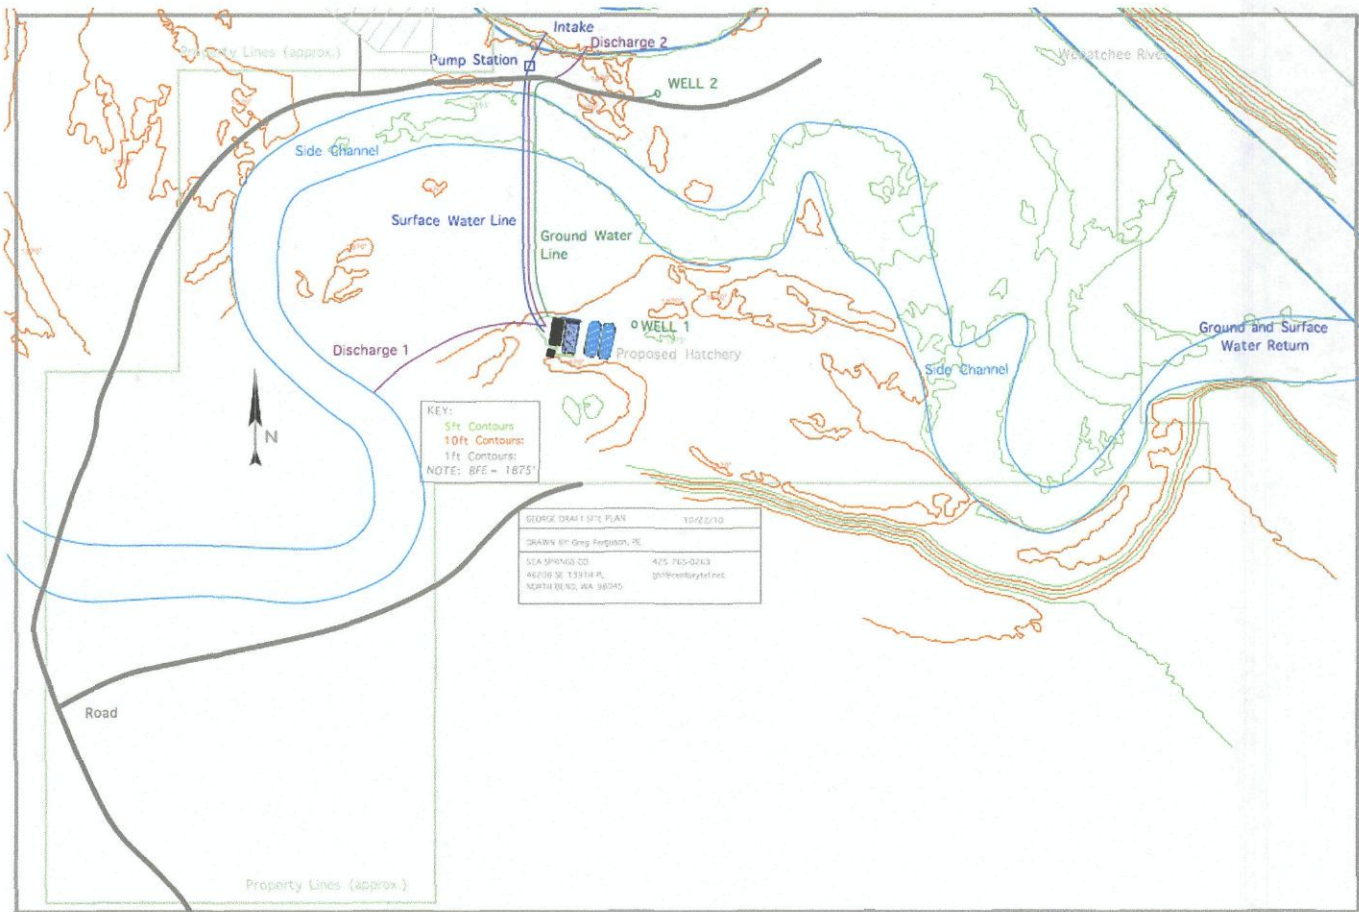 Intake
Discharge 2
Property Lines (approx.)
Pump Station
WELL 2
Wenatchee River
Side Channel
Surface Water Line
Ground Water
Line
WELL 1
Proposed Hatchery
Ground and Surface
Water Return
Discharge 1
Side Channel
N
KEY:
5ft Contours
10ft Contours:
1ft Contours:
NOTE: BFE = 1875'
GEORGE DRAFT SITE PLAN 10/22/10
DRAWN BY: Greg Ferguson, PE
SEA SPRINGS CO.
NORTH BEND, WA 98045
Road
Property Lines (approx.)